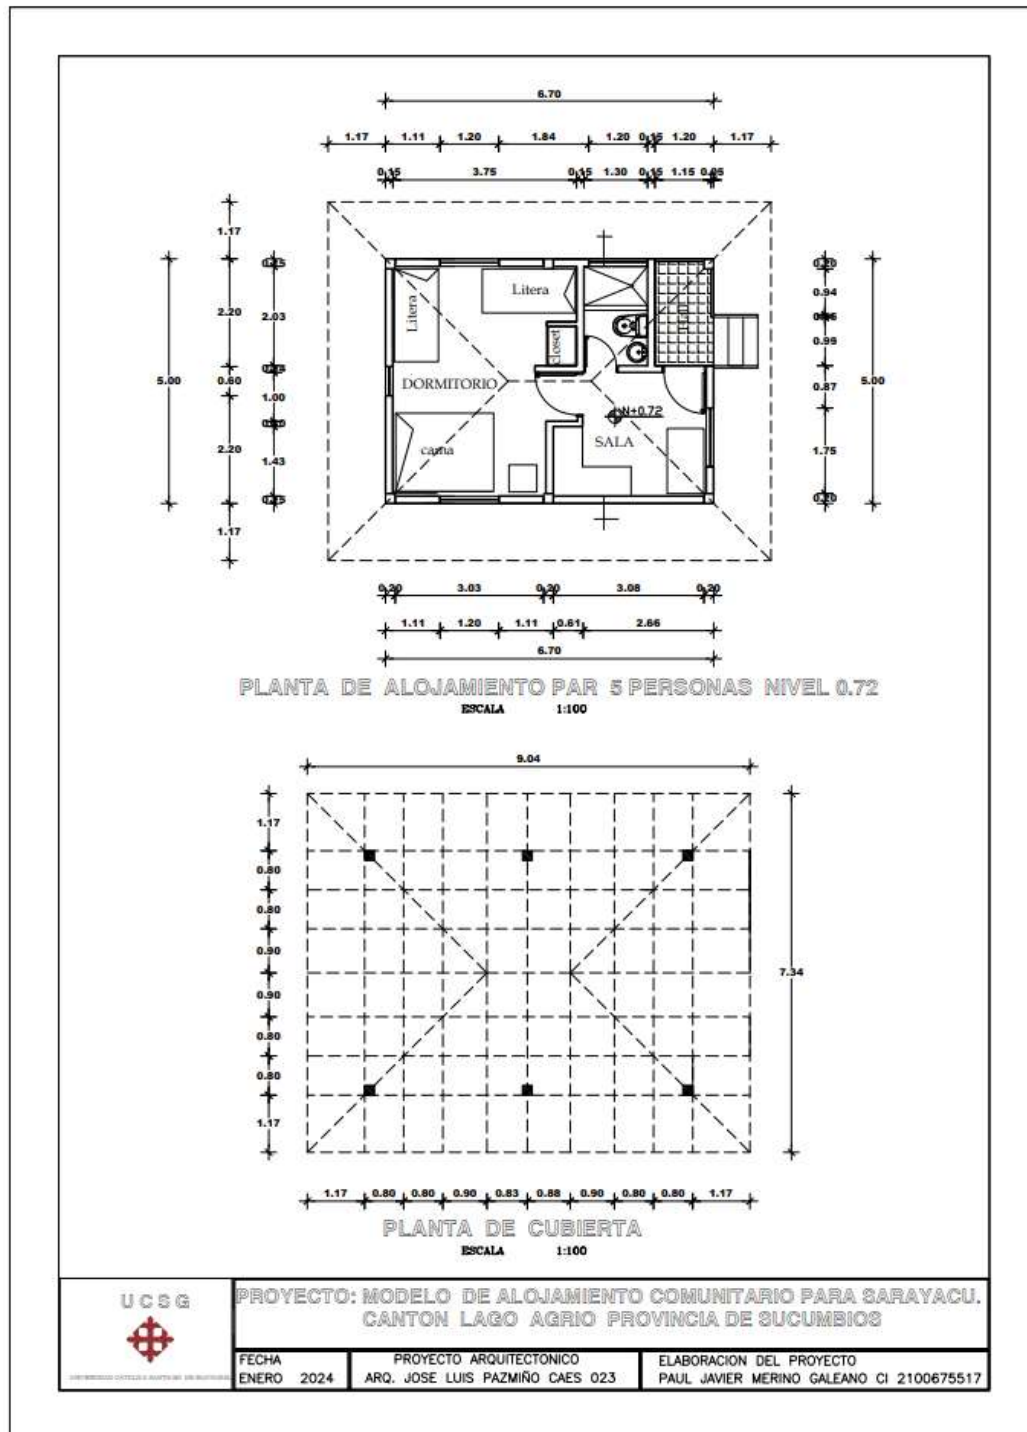 6.70
1.17 1.11 1.20 1.84 1.20 0.15 1.20 1.17
0.15 3.75 0.15 1.30 0.15 1.15 0.05
1.17
2.20
0.60
2.20
1.17
5.00
2.03
1.00
1.43
Litera
Litera
closet
DORMITORIO
N+0.72
SALA
cama
0.20
0.94
0.99
0.87
1.75
0.20
5.00
0.20 3.03 0.20 3.08 0.20
1.11 1.20 1.11 0.61 2.66
6.70
PLANTA DE ALOJAMIENTO PAR 5 PERSONAS NIVEL 0.72
ESCALA 1:100
9.04
1.17
0.80
0.80
0.90
0.90
0.80
0.80
1.17
7.34
1.17 0.80 0.80 0.90 0.83 0.88 0.90 0.80 0.80 1.17
PLANTA DE CUBIERTA
ESCALA 1:100
UCSG
PROYECTO: MODELO DE ALOJAMIENTO COMUNITARIO PARA SARAYACU.
CANTON LAGO AGRIO PROVINCIA DE SUCUMBIOS
FECHA
ENERO 2024
PROYECTO ARQUITECTONICO
ARQ. JOSE LUIS PAZMIÑO CAES 023
ELABORACION DEL PROYECTO
PAUL JAVIER MERINO GALEANO CI 2100675517